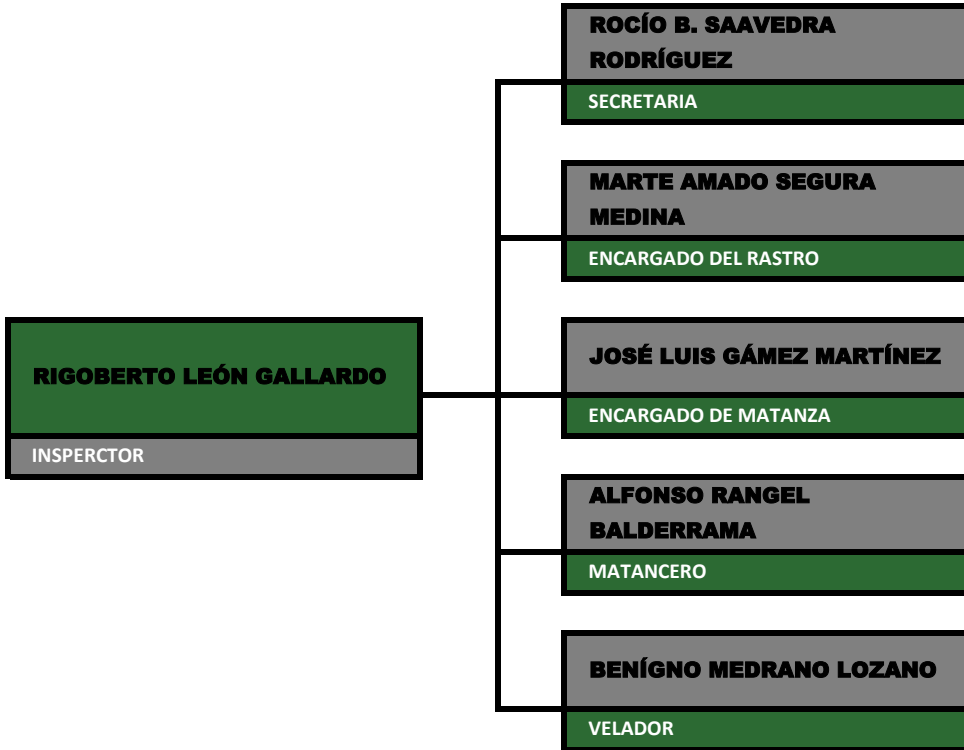 ROCÍO B. SAAVEDRA
RODRÍGUEZ
SECRETARIA
MARTE AMADO SEGURA
MEDINA
ENCARGADO DEL RASTRO
RIGOBERTO LEÓN GALLARDO
INSPERCTOR
JOSÉ LUIS GÁMEZ MARTÍNEZ
ENCARGADO DE MATANZA
ALFONSO RANGEL
BALDERRAMA
MATANCERO
BENÍGNO MEDRANO LOZANO
VELADOR